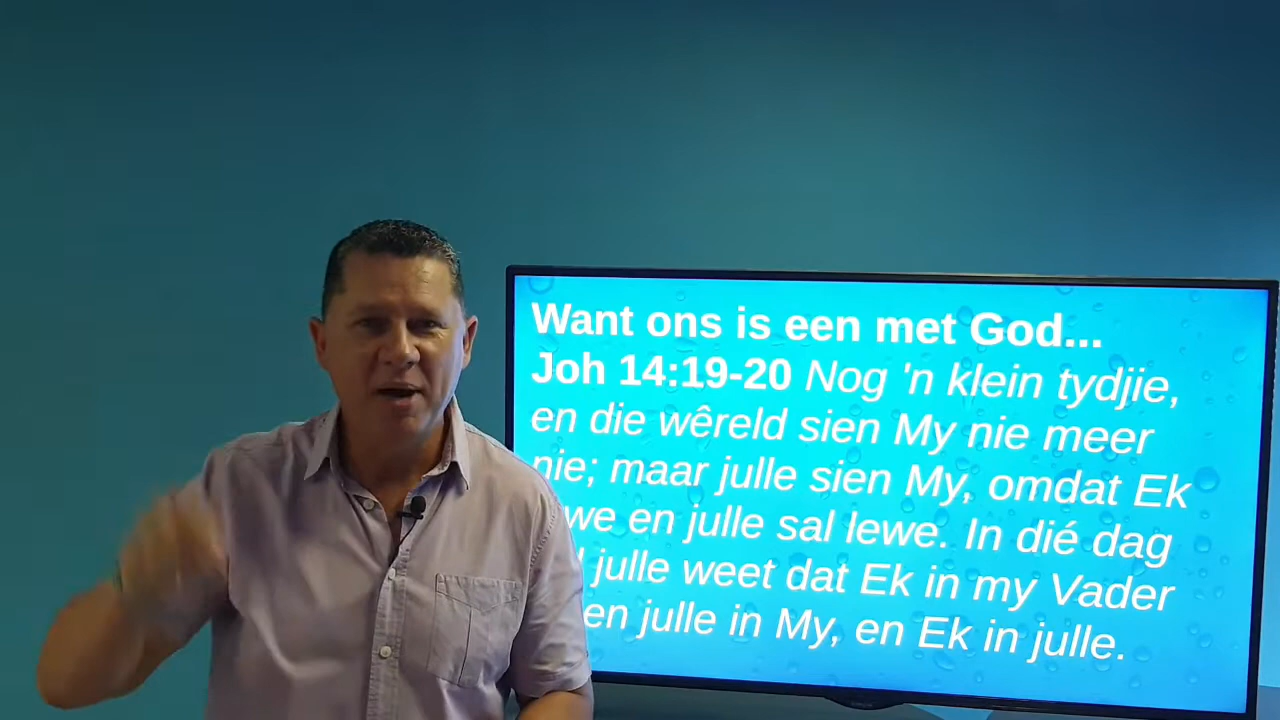 Want ons is een met God...
Joh 14:19-20 Nog 'n klein tydjie,
en die wêreld sien My nie meer
nie; maar julle sien My, omdat Ek
we en julle sal lewe. In dié dag
julle weet dat Ek in my Vader
en julle in My, en Ek in julle.